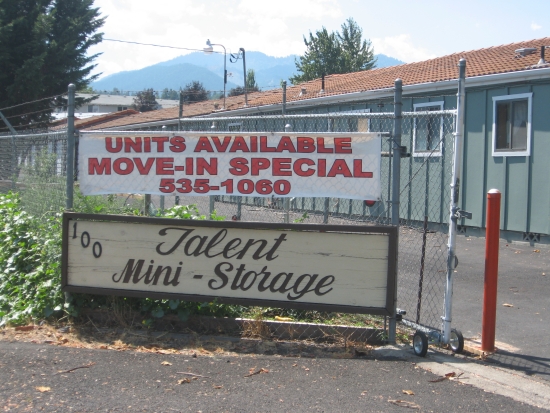 UNITS AVAILABLE
MOVE-IN SPECIAL
535-1060
100
Talent
Mini - Storage